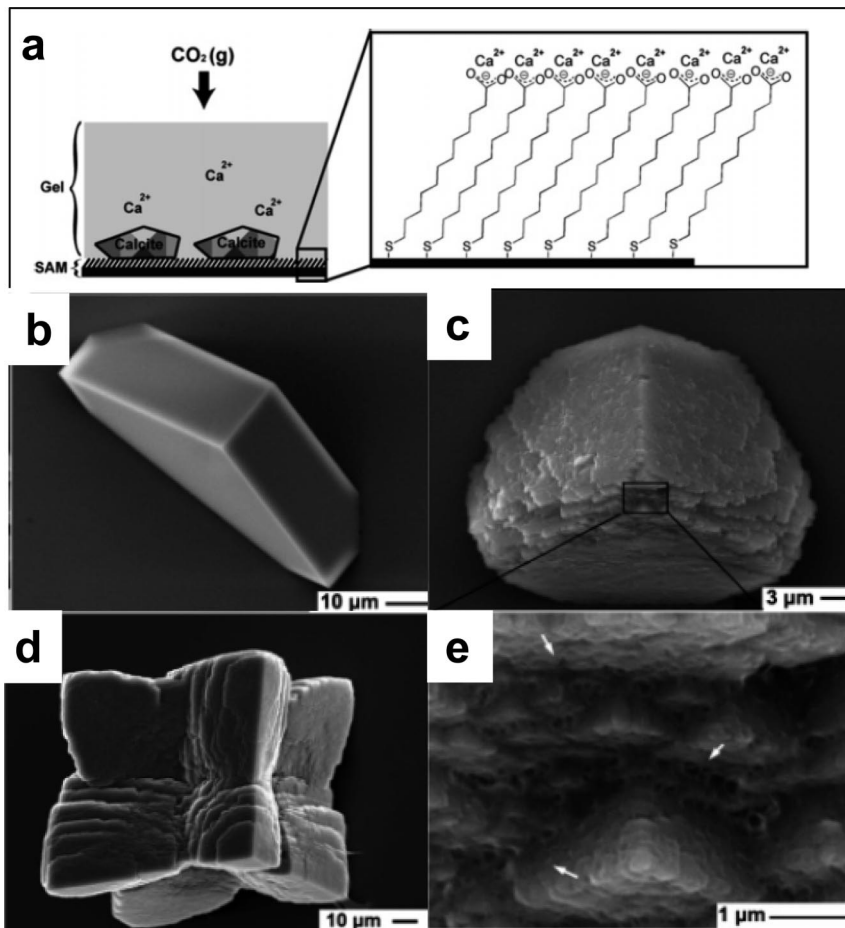 a
CO₂(g)
Gel
Ca²⁺
Ca²⁺ Ca²⁺
Calcite Calcite
SAM
Ca²⁺ Ca²⁺ Ca²⁺ Ca²⁺ Ca²⁺ Ca²⁺ Ca²⁺ Ca²⁺
O O O O O O O O O O O O O O O O
S S S S S S S S
b
10 µm
c
3 µm
d
10 µm
e
1 µm